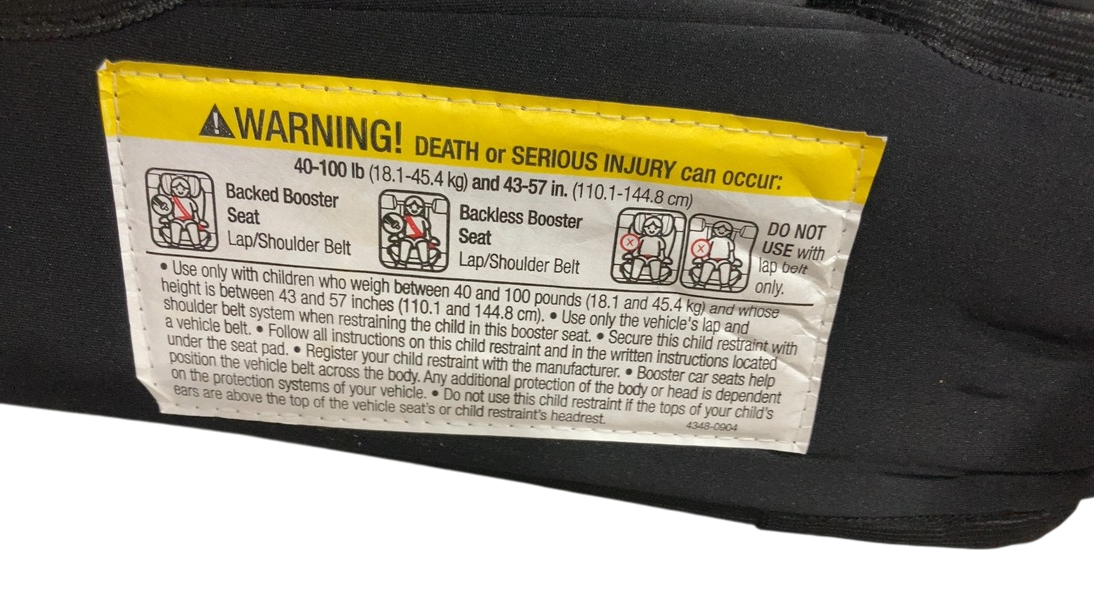 WARNING! DEATH or SERIOUS INJURY can occur:
40-100 lb (18.1-45.4 kg) and 43-57 in. (110.1-144.8 cm)
Backed Booster
Seat
Lap/Shoulder Belt
Backless Booster
Seat
Lap/Shoulder Belt
DO NOT
USE with
lap belt
only.
• Use only with children who weigh between 40 and 100 pounds (18.1 and 45.4 kg) and whose
height is between 43 and 57 inches (110.1 and 144.8 cm). • Use only the vehicle's lap and
shoulder belt system when restraining the child in this booster seat. • Secure this child restraint with
a vehicle belt. • Follow all instructions on this child restraint and in the written instructions located
under the seat pad. • Register your child restraint with the manufacturer. • Booster car seats help
position the vehicle belt across the body. Any additional protection of the body or head is dependent
on the protection systems of your vehicle. • Do not use this child restraint if the tops of your child's
ears are above the top of the vehicle seat's or child restraint's headrest.
4348-0904